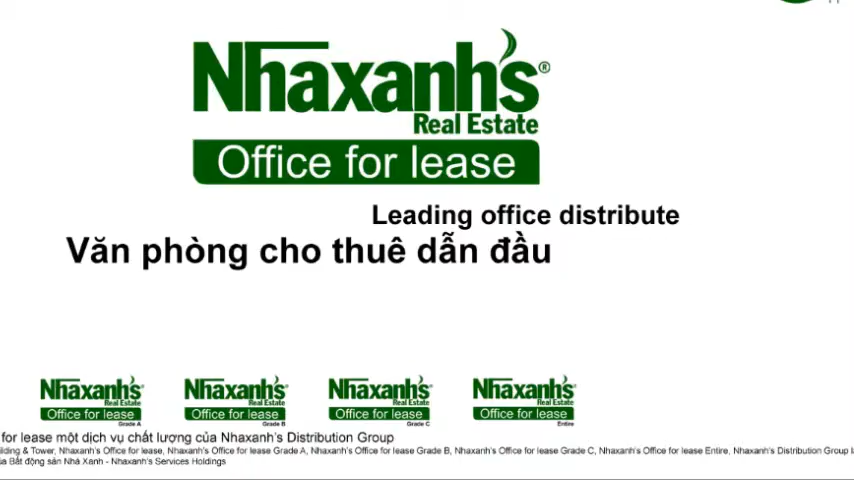 Nhaxanh's®
Real Estate
Office for lease
Leading office distribute
Văn phòng cho thuê dẫn đầu
Nhaxanh's Nhaxanh's Nhaxanh's Nhaxanh's
Real Estate Real Estate Real Estate Real Estate
Office for lease Office for lease Office for lease Office for lease
Grade A Grade B Grade C Entire
for lease một dịch vụ chất lượng của Nhaxanh's Distribution Group
& Tower, Nhaxanh's Office for lease, Nhaxanh's Office for lease Grade A, Nhaxanh's Office for lease Grade B, Nhaxanh's Office for lease Grade C, Nhaxanh's Office for lease Entire, Nhaxanh's Distribution Group
Bất động sản Nhà Xanh - Nhaxanh's Services Holdings